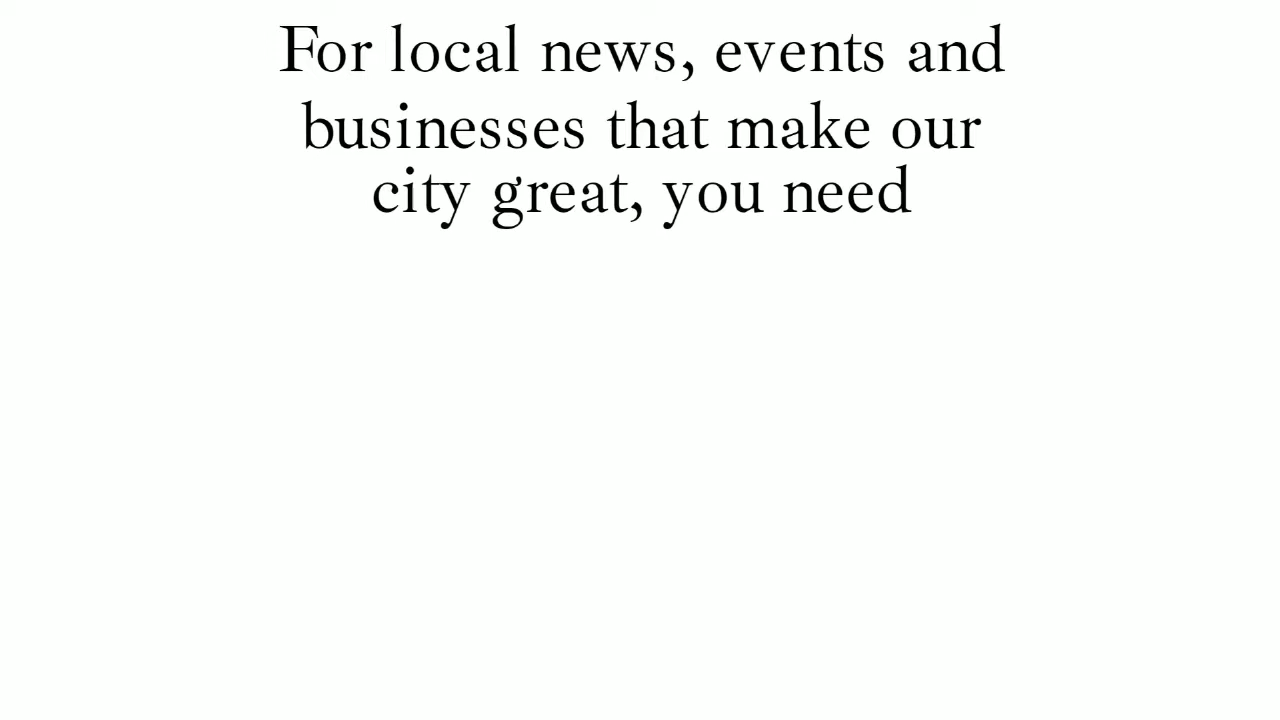 For local news, events and
businesses that make our
city great, you need